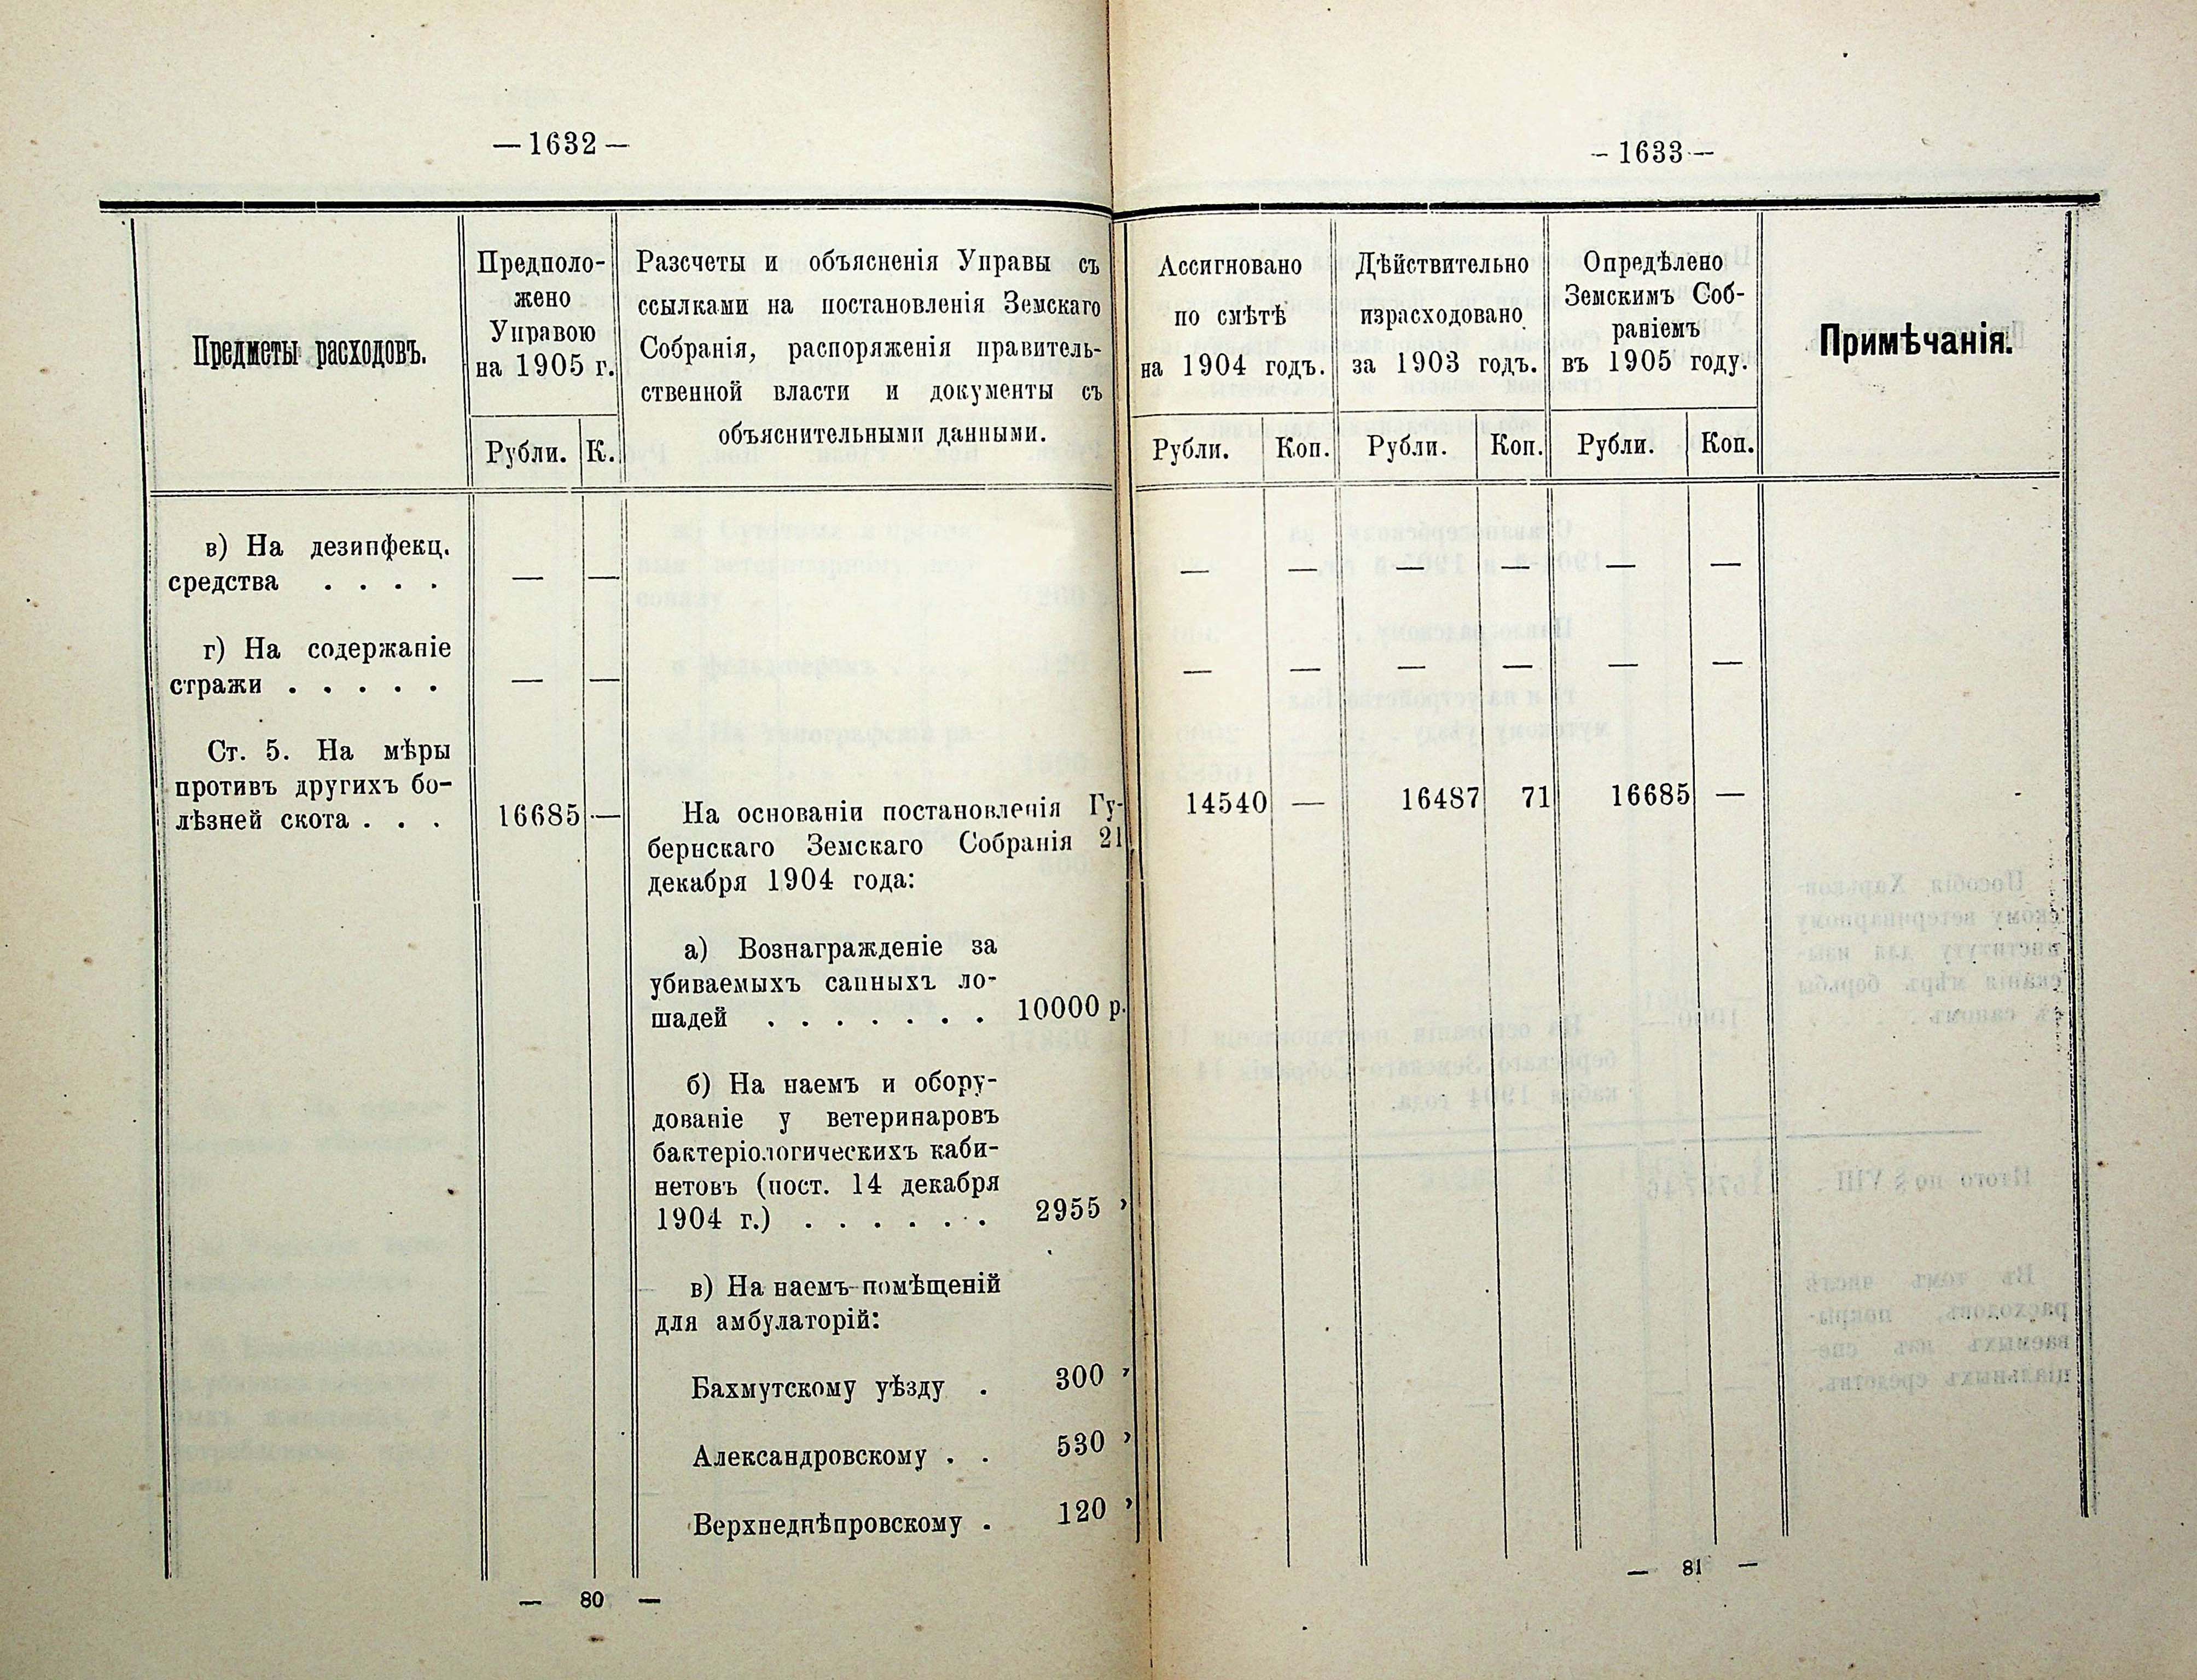 — 1632 —
Предметы расходовъ.
Предполо-
жено
Управою
на 1905 г.
Рубли. К.
Разсчеты и объясненія Управы съ
ссылками на постановленія Земскаго
Собранія, распоряженія правитель-
ственной власти и документы съ
объяснительными данными.
в) На дезинфекц.
средства . . . . — —
г) На содержаніе
стражи . . . . . — —
Ст. 5. На мѣры
противъ другихъ бо-
лѣзней скота . . . 16685 —
На основаніи постановленія Гу-
бернскаго Земскаго Собранія 21
декабря 1904 года:
а) Вознагражденіе за
убиваемыхъ сапныхъ ло-
шадей . . . . . . . 10000 р.
б) На наемъ и обору-
дованіе у ветеринаровъ
бактеріологическихъ каби-
нетовъ (пост. 14 декабря
1904 г.) . . . . . . 2955 ›
в) На наемъ помѣщеній
для амбулаторій:
Бахмутскому уѣзду . 300 ›
Александровскому . . 530 ›
Верхнеднѣпровскому . 120 ›
— 80 —
— 1633 —
Ассигновано
по смѣтѣ
на 1904 годъ.
Рубли. Коп.
Дѣйствительно
израсходовано
за 1903 годъ.
Рубли. Коп.
Опредѣлено
Земскимъ Соб-
раніемъ
въ 1905 году.
Рубли. Коп.
Примѣчанія.
— — — — — —
— — — — — —
14540 — 16487 71 16685 —
— 81 —